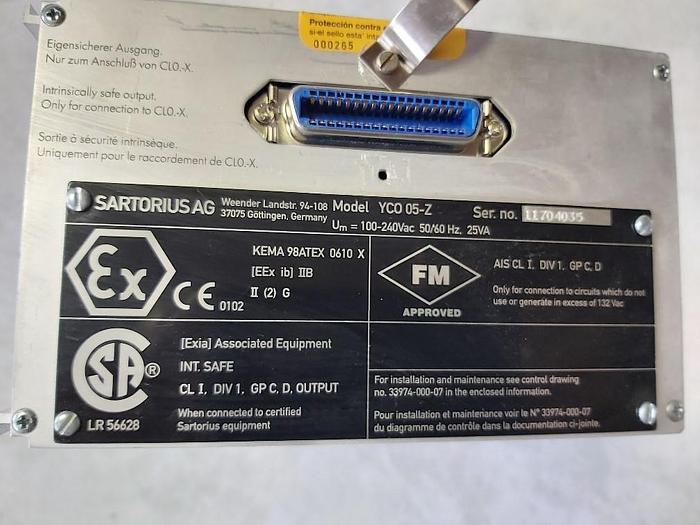 Protección contra
si·el sello esta´ int
000265
Eigensicherer Ausgang.
Nur zum Anschluß von CLO.-X.
Intrinsically safe output.
Only for connection to CLO.-X.
Sortie à sécurité intrinsèque.
Uniquement pour le raccordement de CLO.-X.
SARTORIUS AG Weender Landstr. 94-108 Model YCO 05-Z Ser. no. 11704035
37075 Göttingen, Germany Um = 100-240Vac 50/60 Hz, 25VA
Ex CE 0102
KEMA 98ATEX 0610 X
[EEx ib] IIB
II (2) G
FM
APPROVED
AIS CL I, DIV 1, GP C, D
Only for connection to circuits which do not
use or generate in excess of 132 Vac
SA ®
LR 56628
[Exia] Associated Equipment
INT. SAFE
CL I, DIV 1, GP C, D, OUTPUT
When connected to certified
Sartorius equipment
For installation and maintenance see control drawing
no. 33974-000-07 in the enclosed information.
Pour installation et maintenance voir le N° 33974-000-07
du diagramme de contrôle dans la documentation ci-jointe.